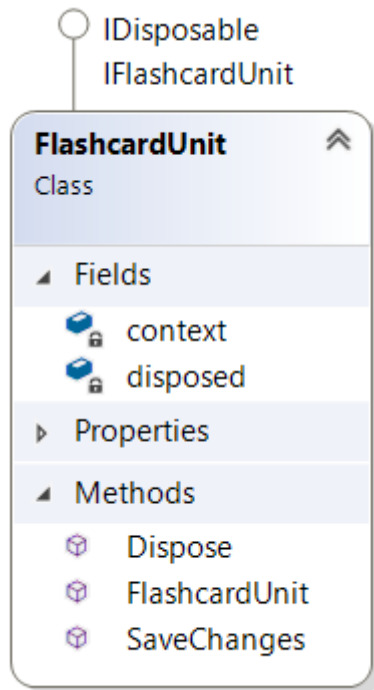 IDisposable
IFlashcardUnit
FlashcardUnit
Class
Fields
context
disposed
Properties
Methods
Dispose
FlashcardUnit
SaveChanges